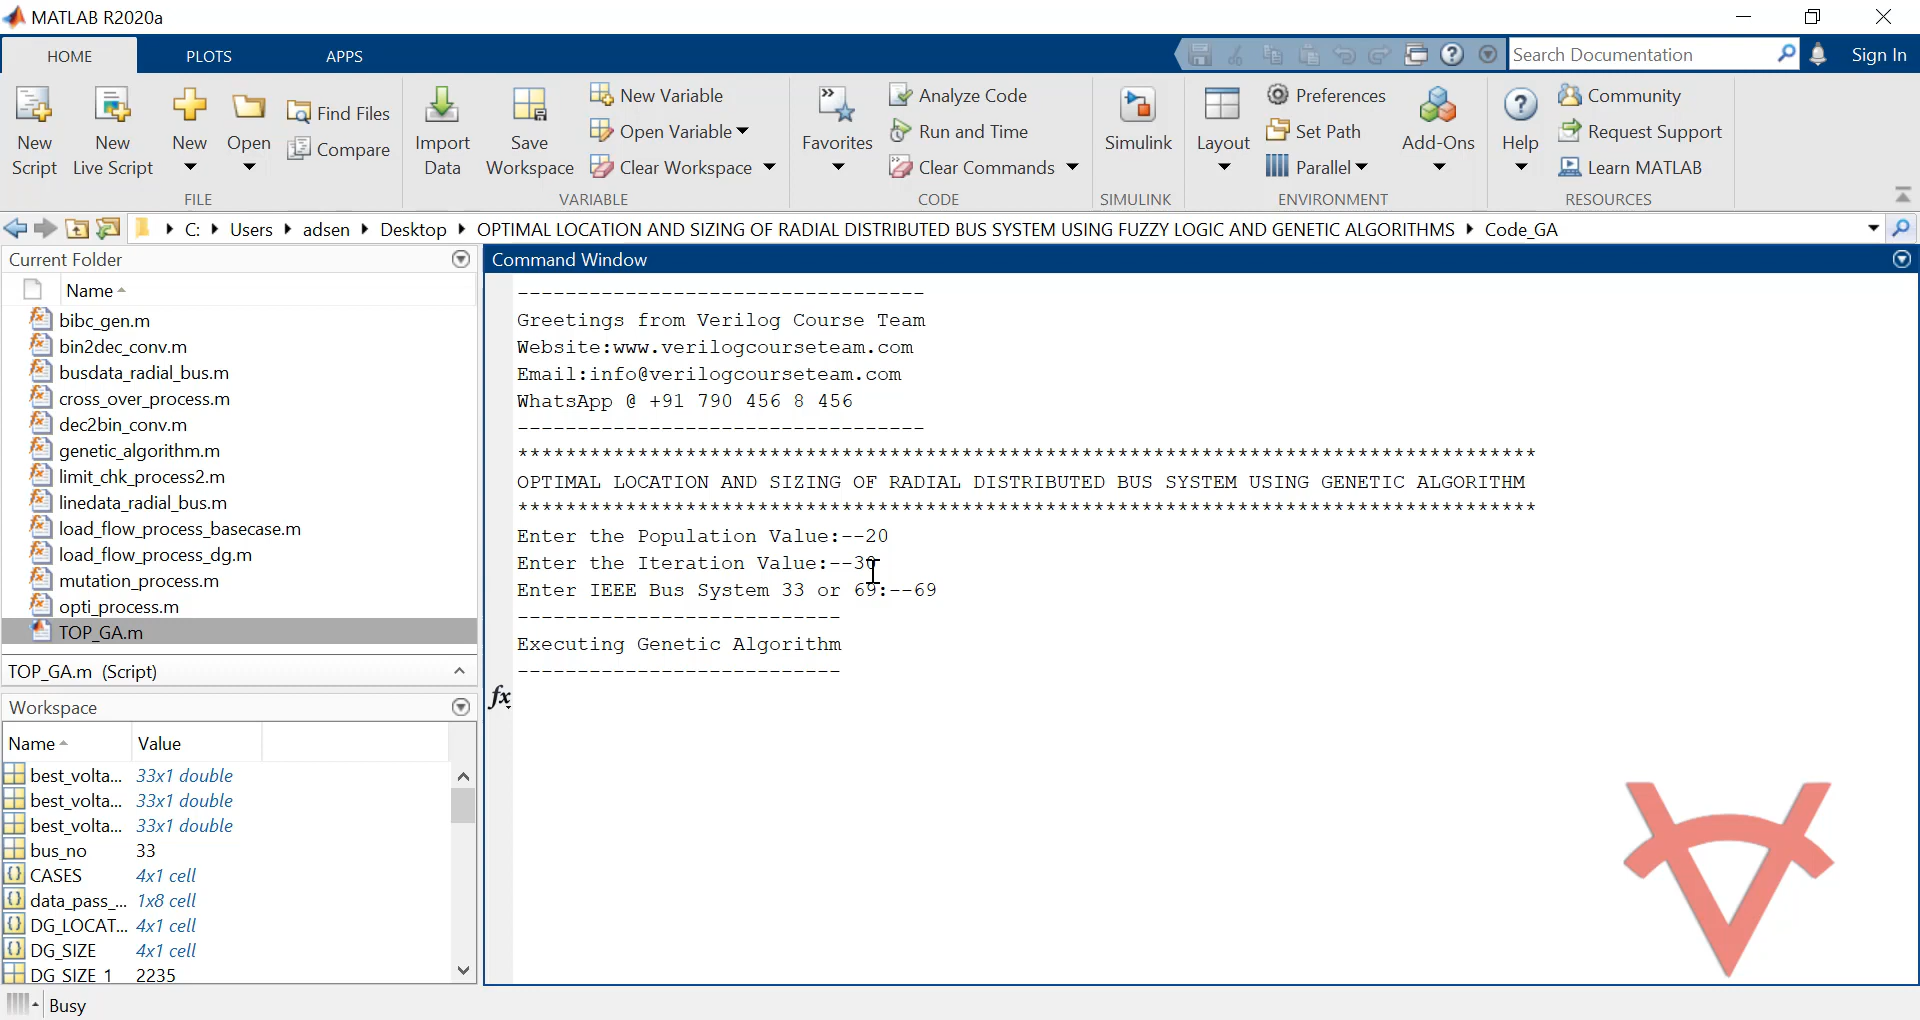 MATLAB R2020a
HOME PLOTS APPS
Search Documentation
Sign In
New Script
New Live Script
New
Open
Find Files
Compare
FILE
Import Data
Save Workspace
New Variable
Open Variable
Clear Workspace
VARIABLE
Favorites
Analyze Code
Run and Time
Clear Commands
CODE
Simulink
SIMULINK
Layout
Preferences
Set Path
Parallel
ENVIRONMENT
Add-Ons
Help
Community
Request Support
Learn MATLAB
RESOURCES
C: Users adsen Desktop OPTIMAL LOCATION AND SIZING OF RADIAL DISTRIBUTED BUS SYSTEM USING FUZZY LOGIC AND GENETIC ALGORITHMS Code_GA
Current Folder
Name
bibc_gen.m
bin2dec_conv.m
busdata_radial_bus.m
cross_over_process.m
dec2bin_conv.m
genetic_algorithm.m
limit_chk_process2.m
linedata_radial_bus.m
load_flow_process_basecase.m
load_flow_process_dg.m
mutation_process.m
opti_process.m
TOP_GA.m
TOP_GA.m (Script)
Workspace
Name Value
best_volta... 33x1 double
best_volta... 33x1 double
best_volta... 33x1 double
bus_no 33
CASES 4x1 cell
data_pass_... 1x8 cell
DG_LOCAT... 4x1 cell
DG_SIZE 4x1 cell
DG_SIZE_1 2235
Busy
Command Window
----------------------------------
Greetings from Verilog Course Team
Website:www.verilogcourseteam.com
Email:info@verilogcourseteam.com
WhatsApp @ +91 790 456 8 456
----------------------------------
*************************************************************************************
OPTIMAL LOCATION AND SIZING OF RADIAL DISTRIBUTED BUS SYSTEM USING GENETIC ALGORITHM
*************************************************************************************
Enter the Population Value:--20
Enter the Iteration Value:--30
Enter IEEE Bus System 33 or 69:--69
---------------------------
Executing Genetic Algorithm
---------------------------
fx